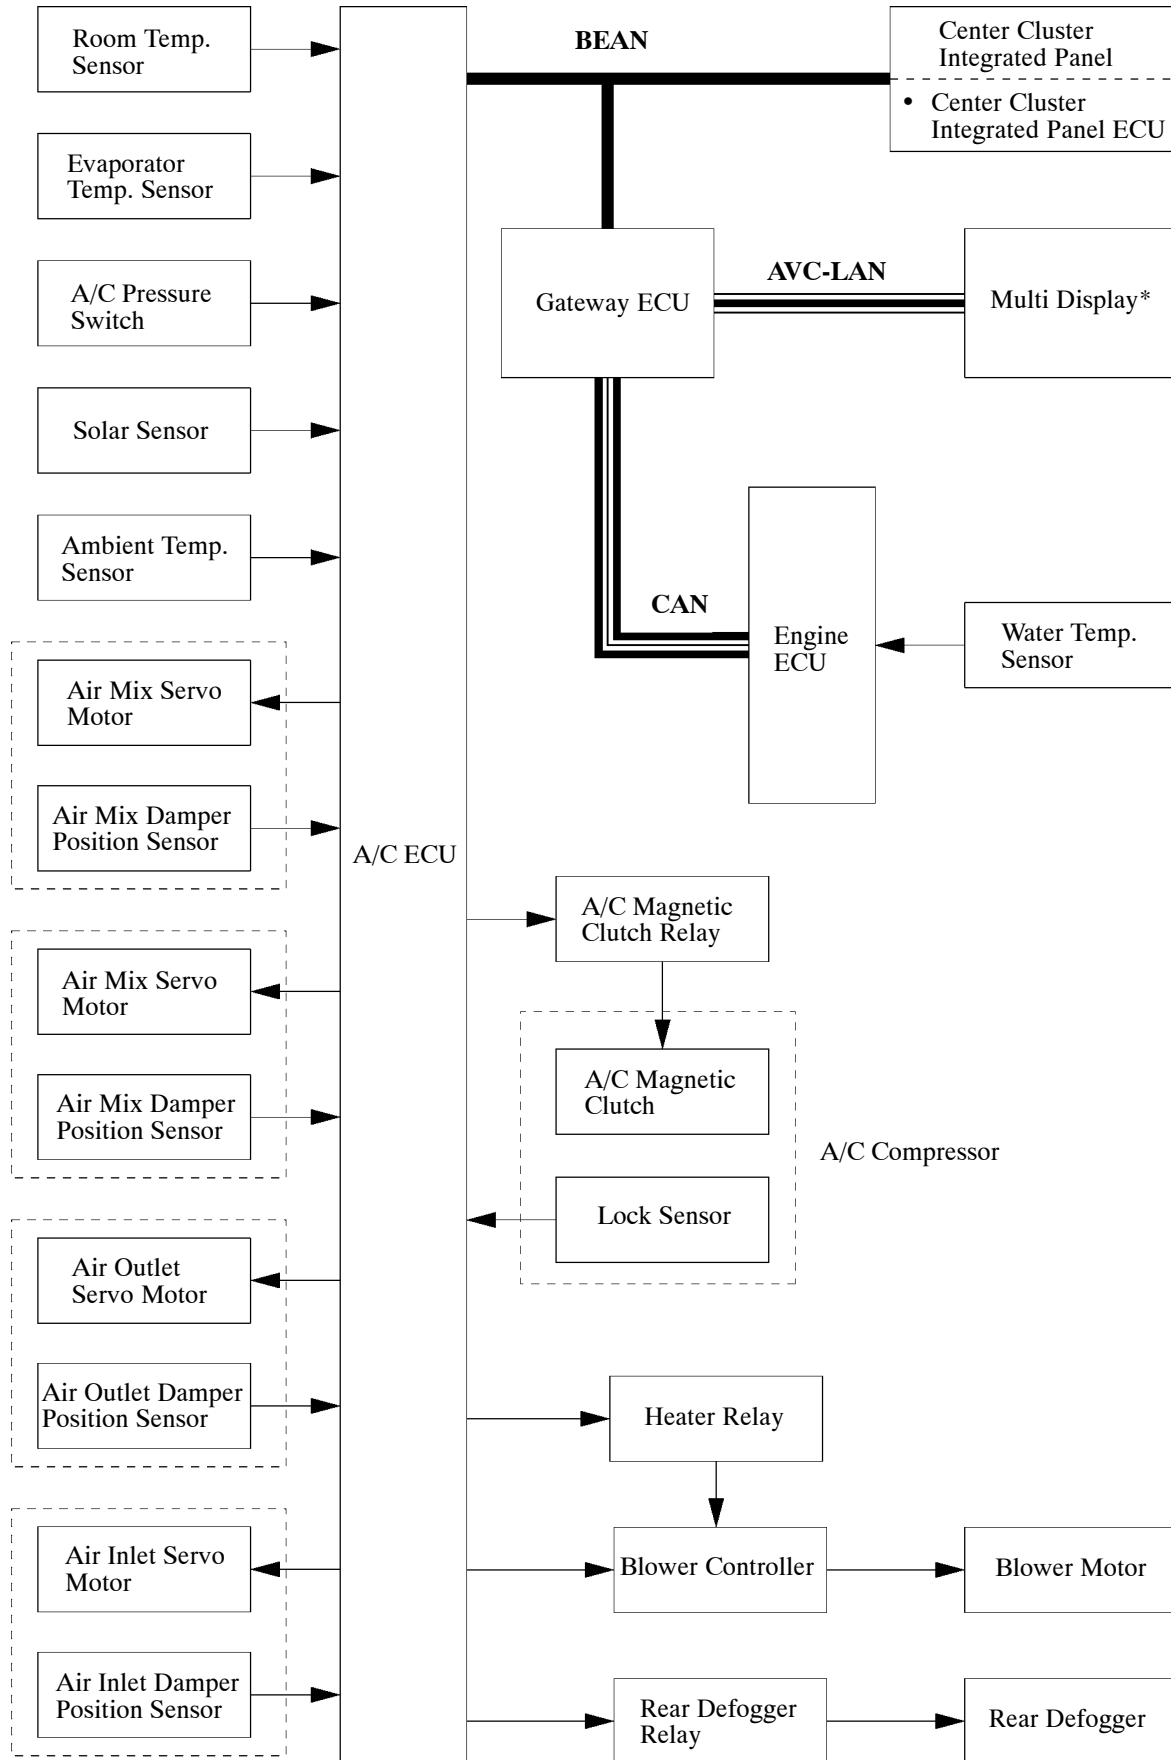 Room Temp.
Sensor
Evaporator
Temp. Sensor
A/C Pressure
Switch
Solar Sensor
Ambient Temp.
Sensor
Air Mix Servo
Motor
Air Mix Damper
Position Sensor
Air Mix Servo
Motor
Air Mix Damper
Position Sensor
Air Outlet
Servo Motor
Air Outlet Damper
Position Sensor
Air Inlet Servo
Motor
Air Inlet Damper
Position Sensor
A/C ECU
BEAN
Center Cluster
Integrated Panel
• Center Cluster
Integrated Panel ECU
Gateway ECU
AVC-LAN
Multi Display*
CAN
Engine
ECU
Water Temp.
Sensor
A/C Magnetic
Clutch Relay
A/C Magnetic
Clutch
Lock Sensor
A/C Compressor
Heater Relay
Blower Controller
Blower Motor
Rear Defogger
Relay
Rear Defogger